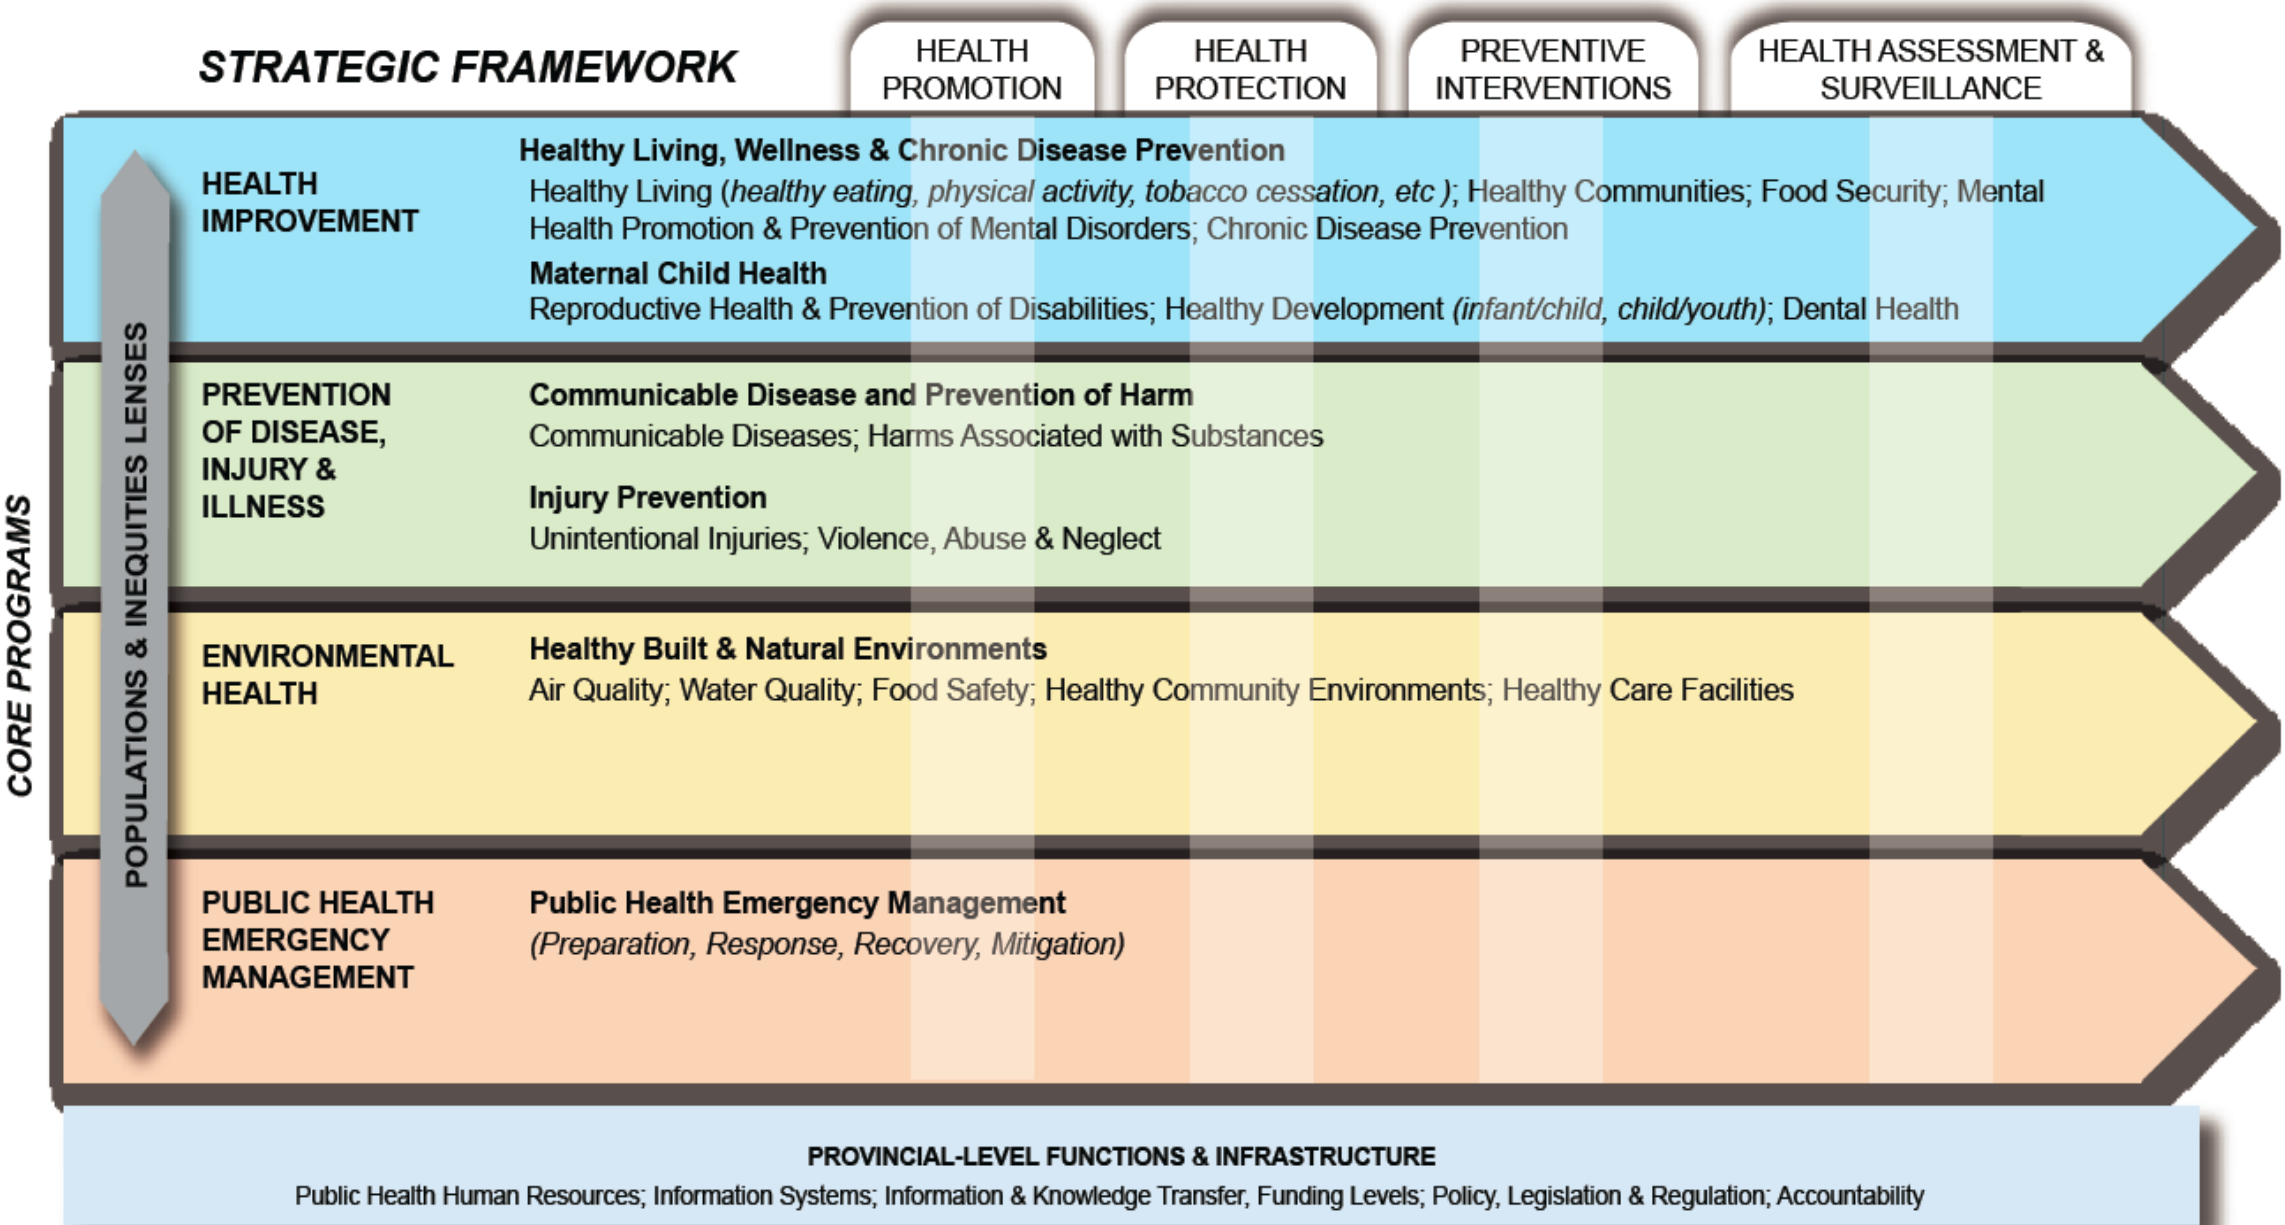 STRATEGIC FRAMEWORK
HEALTH
PROMOTION
HEALTH
PROTECTION
PREVENTIVE
INTERVENTIONS
HEALTH ASSESSMENT &
SURVEILLANCE
CORE PROGRAMS
POPULATIONS & INEQUITIES LENSES
HEALTH
IMPROVEMENT
Healthy Living, Wellness & Chronic Disease Prevention
Healthy Living (healthy eating, physical activity, tobacco cessation, etc ); Healthy Communities; Food Security; Mental
Health Promotion & Prevention of Mental Disorders; Chronic Disease Prevention
Maternal Child Health
Reproductive Health & Prevention of Disabilities; Healthy Development (infant/child, child/youth); Dental Health
PREVENTION
OF DISEASE,
INJURY &
ILLNESS
Communicable Disease and Prevention of Harm
Communicable Diseases; Harms Associated with Substances
Injury Prevention
Unintentional Injuries; Violence, Abuse & Neglect
ENVIRONMENTAL
HEALTH
Healthy Built & Natural Environments
Air Quality; Water Quality; Food Safety; Healthy Community Environments; Healthy Care Facilities
PUBLIC HEALTH
EMERGENCY
MANAGEMENT
Public Health Emergency Management
(Preparation, Response, Recovery, Mitigation)
PROVINCIAL-LEVEL FUNCTIONS & INFRASTRUCTURE
Public Health Human Resources; Information Systems; Information & Knowledge Transfer, Funding Levels; Policy, Legislation & Regulation; Accountability